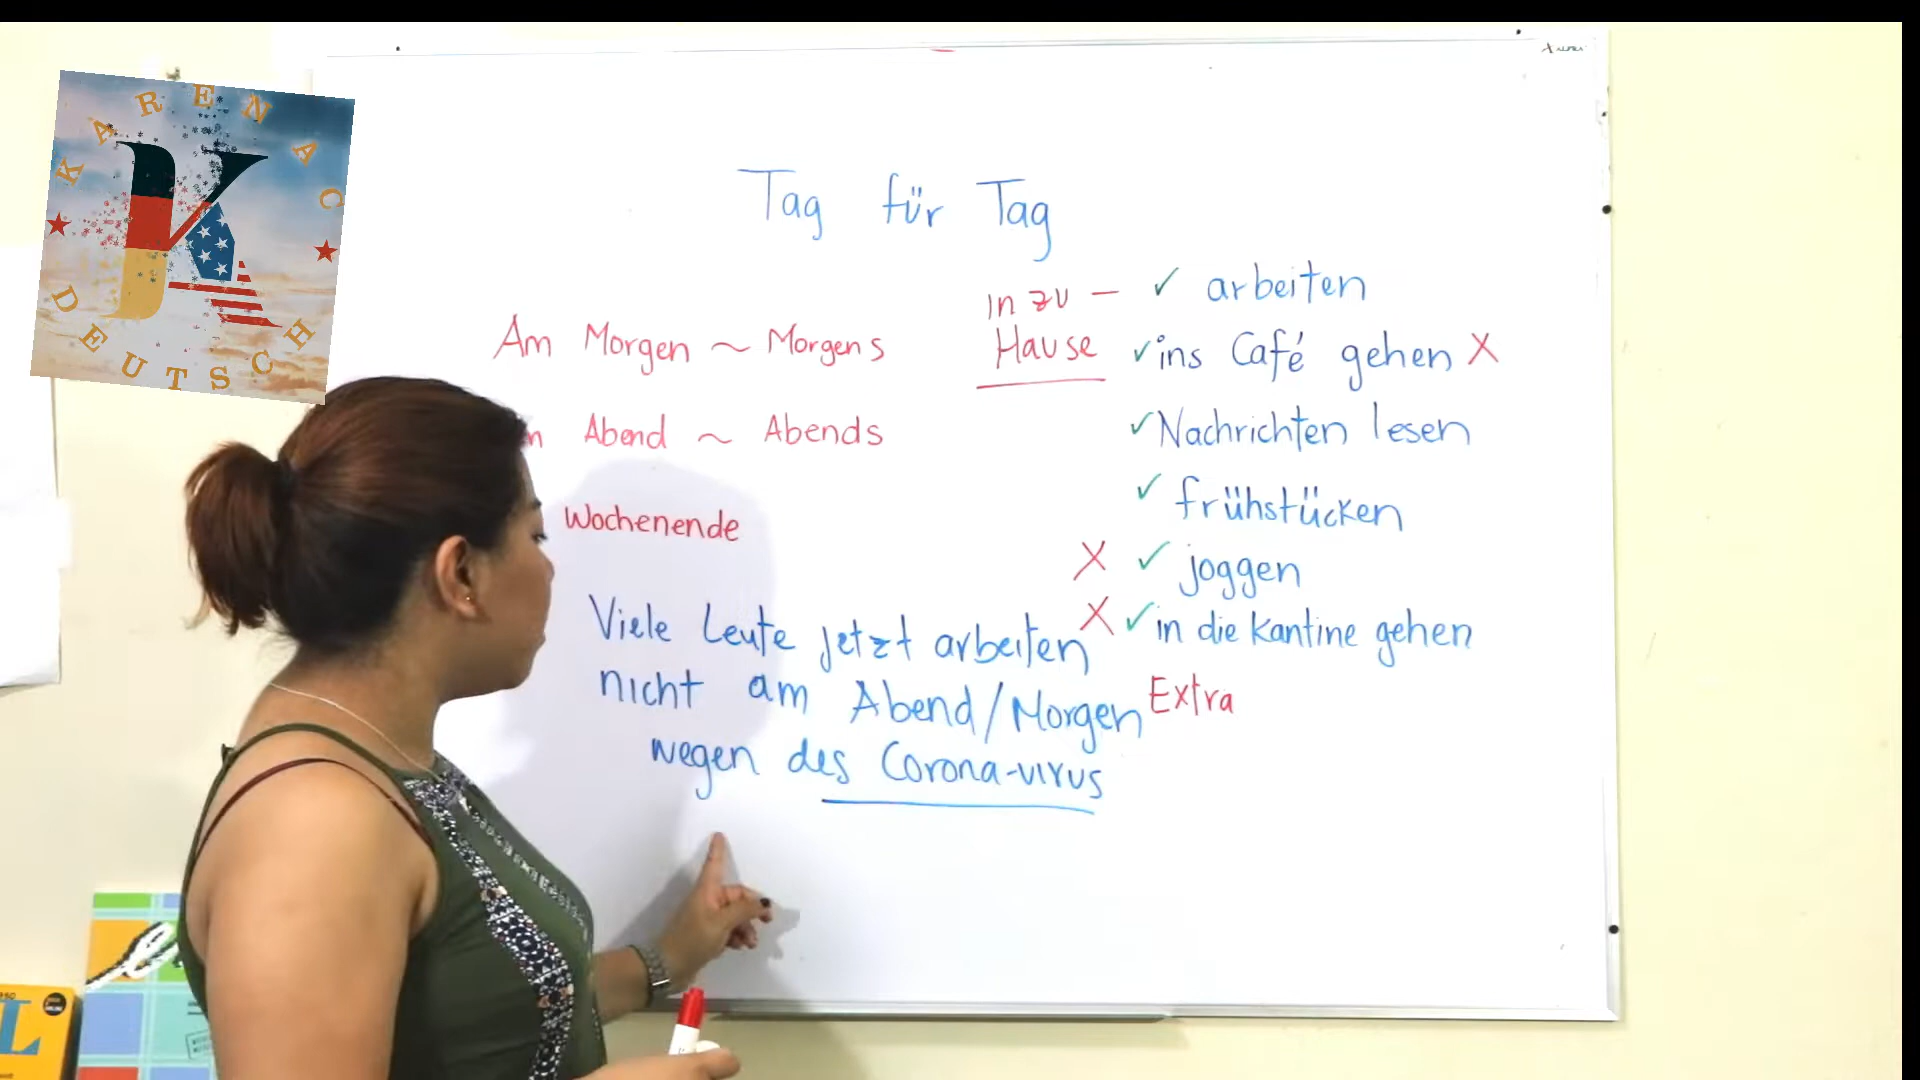 KAREN AC
DEUTSCH
Tag für Tag
Am Morgen ~ Morgens
Abend ~ Abends
Wochenende
In zu –
Hause
✓ arbeiten
✓ ins Café gehen X
✓ Nachrichten lesen
✓ frühstücken
X ✓ joggen
X ✓ in die Kantine gehen
Extra
Viele Leute jetzt arbeiten
nicht am Abend/Morgen
wegen des Corona-virus